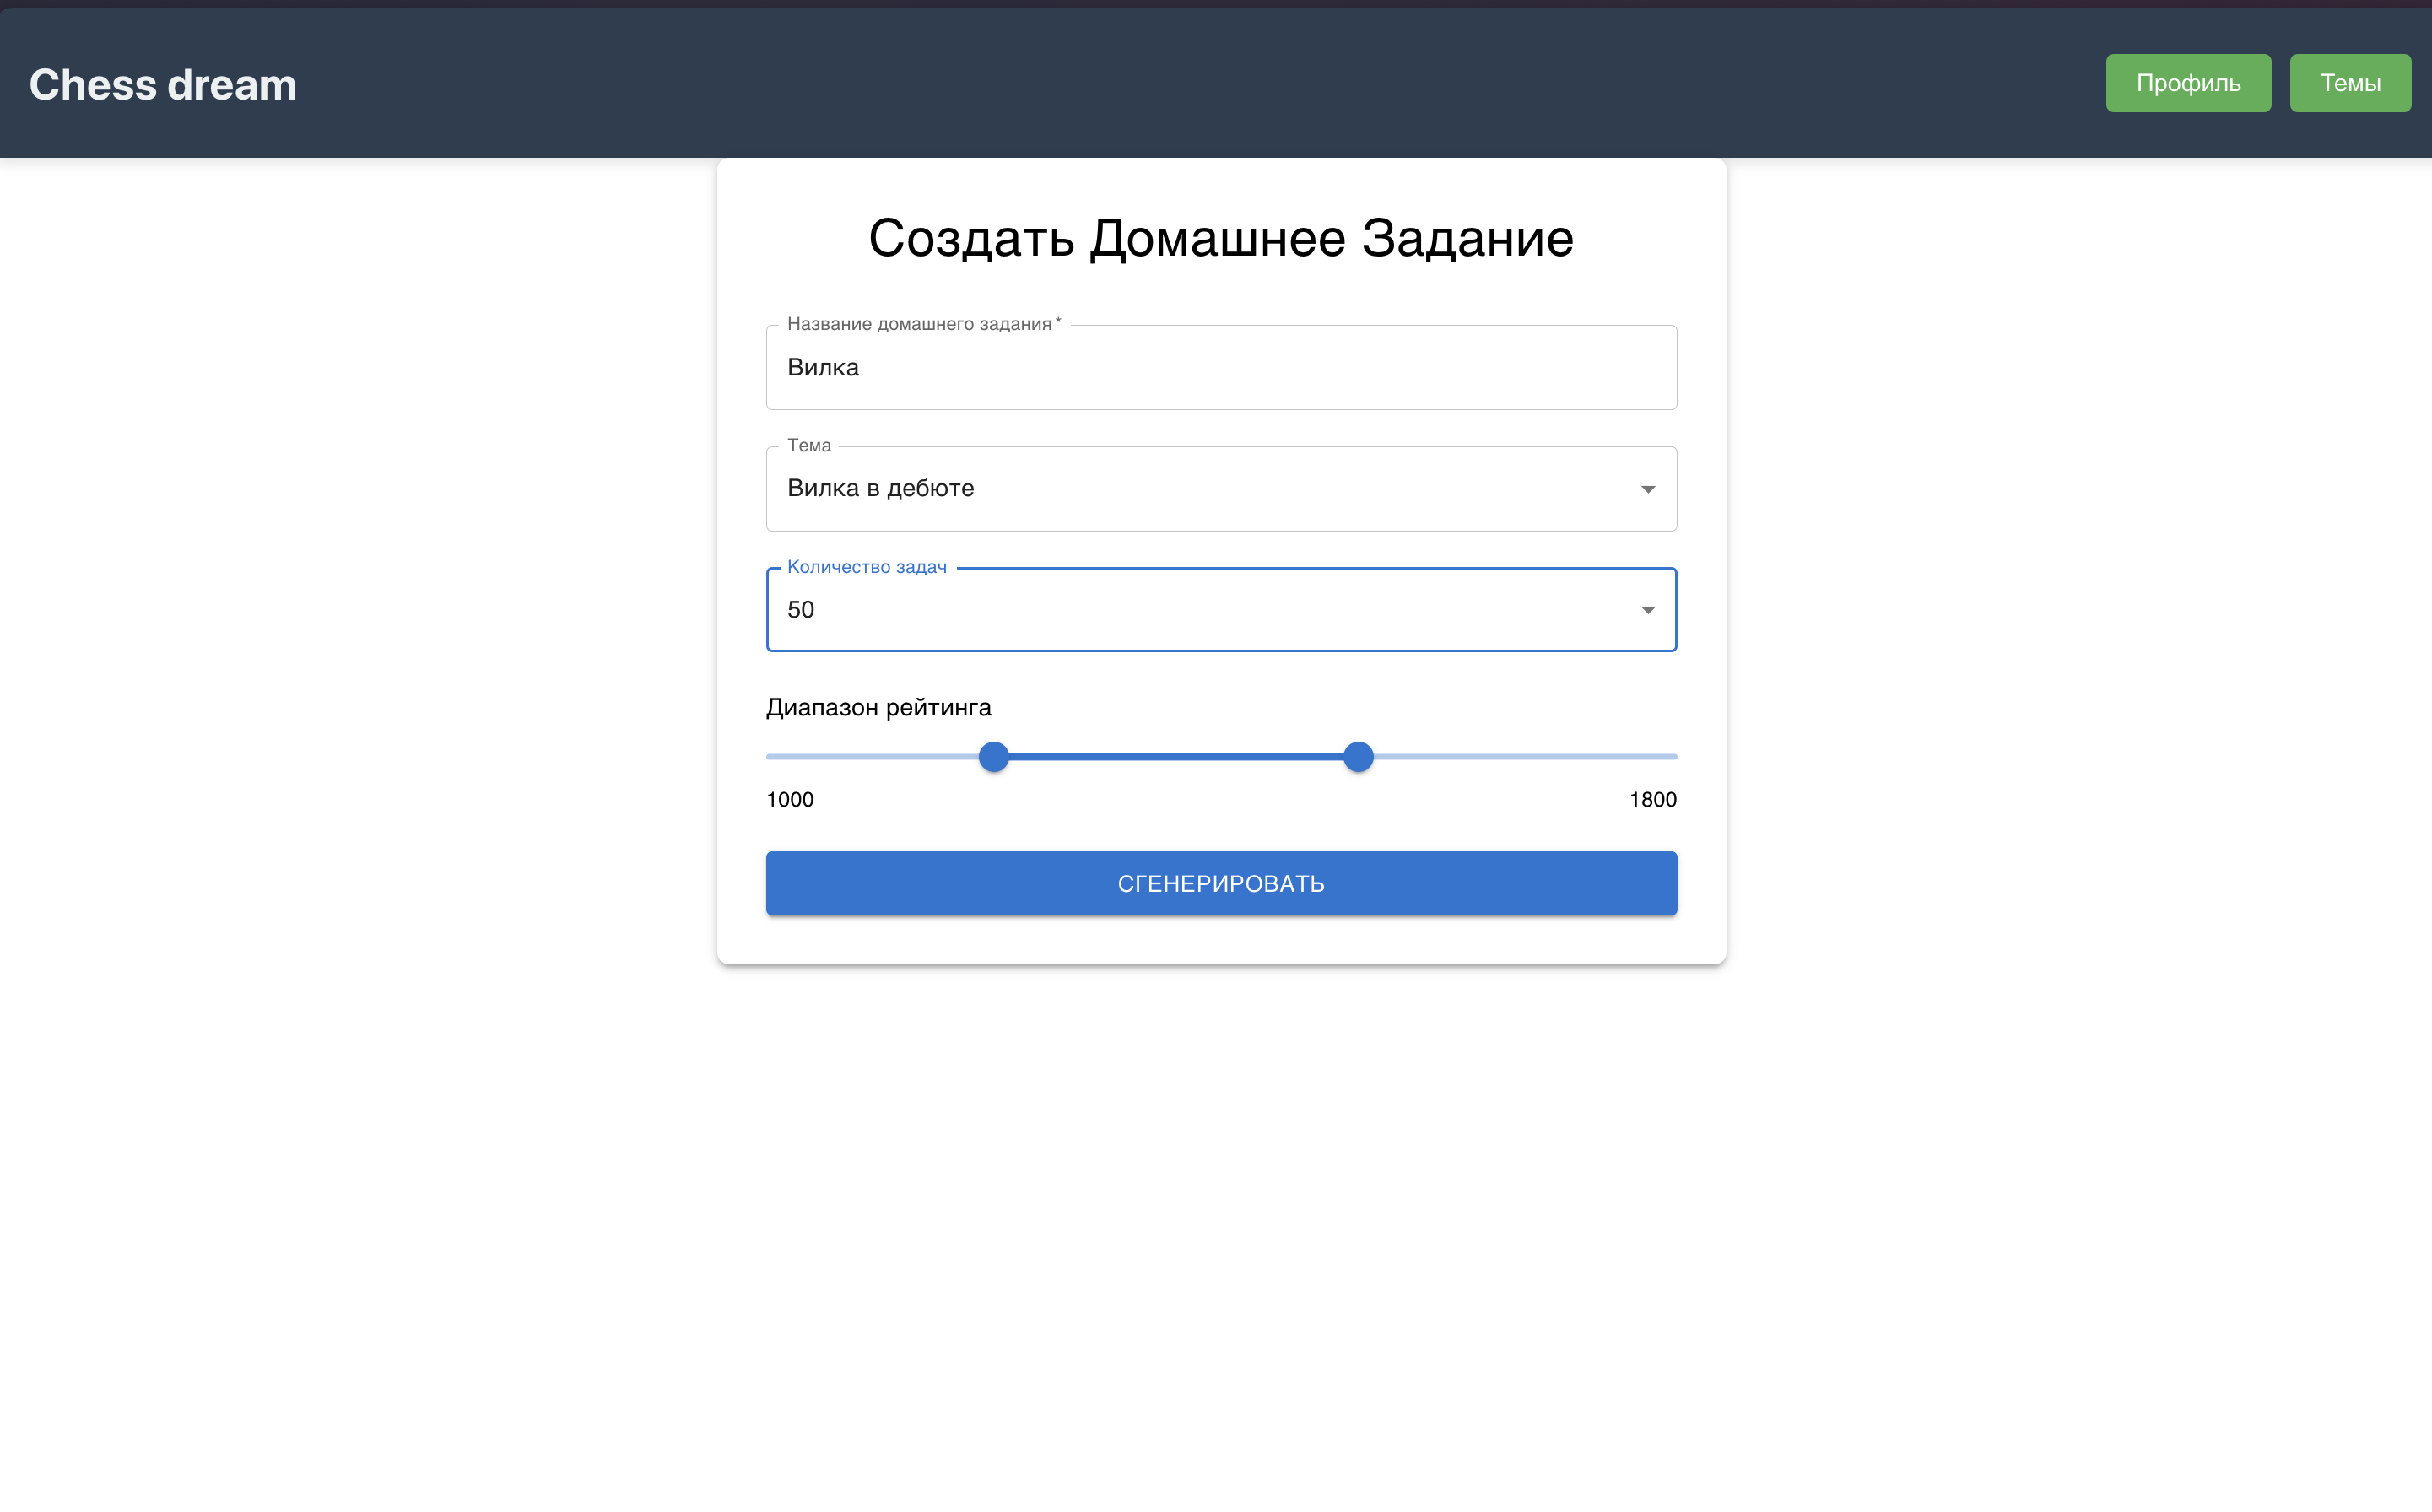 Chess dream
Профиль
Темы
Создать Домашнее Задание
Название домашнего задания *
Вилка
Тема
Вилка в дебюте
Количество задач
50
Диапазон рейтинга
1000
1800
СГЕНЕРИРОВАТЬ